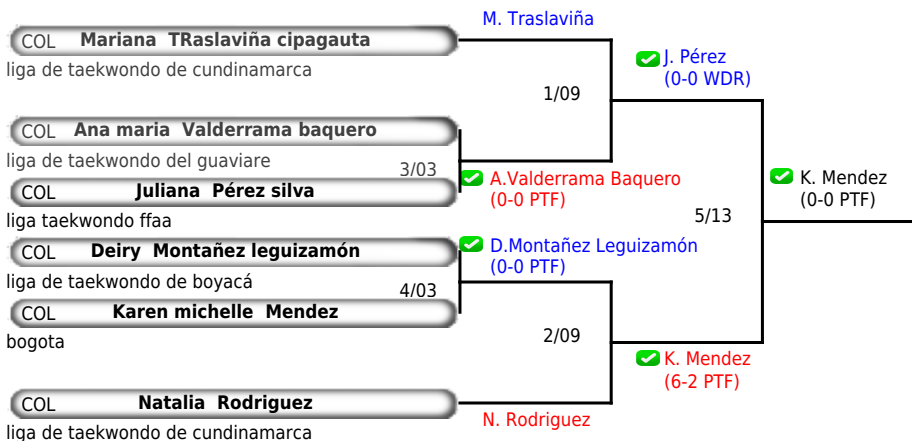 M. Traslaviña
COL Mariana TRaslaviña cipagauta
liga de taekwondo de cundinamarca
J. Pérez
(0-0 WDR)
1/09
COL Ana maria Valderrama baquero
liga de taekwondo del guaviare
3/03
A.Valderrama Baquero
(0-0 PTF)
COL Juliana Pérez silva
liga taekwondo ffaa
K. Mendez
(0-0 PTF)
5/13
COL Deiry Montañez leguizamón
liga de taekwondo de boyacá
D.Montañez Leguizamón
(0-0 PTF)
4/03
COL Karen michelle Mendez
bogota
2/09
K. Mendez
(6-2 PTF)
COL Natalia Rodriguez
liga de taekwondo de cundinamarca
N. Rodriguez